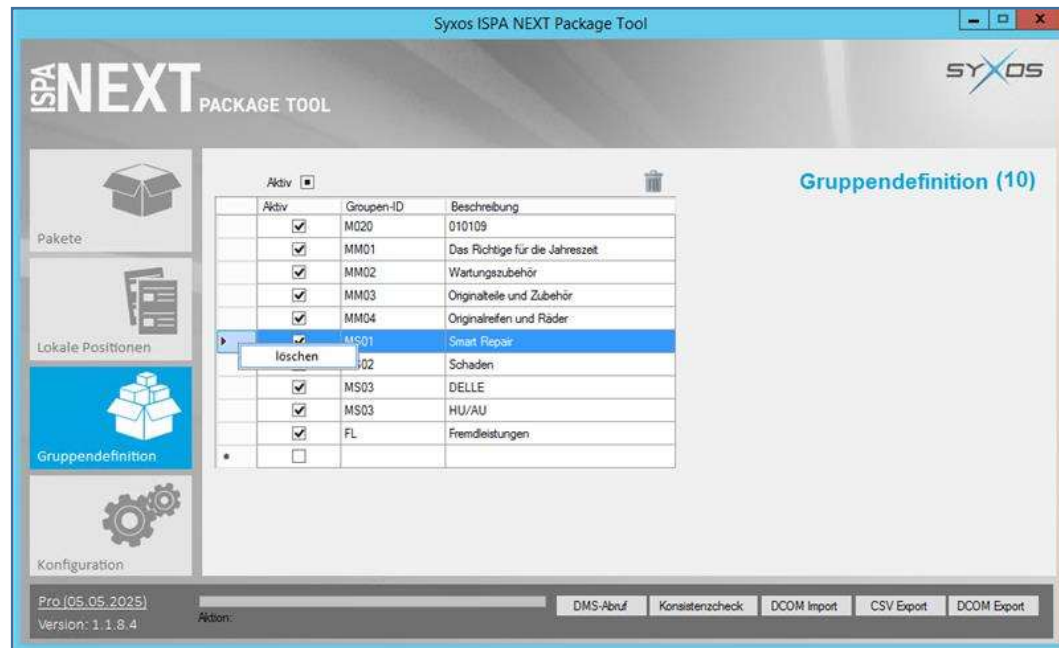 Syxos ISPA NEXT Package Tool
ISPA NEXT PACKAGE TOOL
SYXOS
Pakete
Lokale Positionen
Gruppendefinition
Konfiguration
Aktiv
Gruppendefinition (10)
Aktiv Groupen-ID Beschreibung
M020 010109
MM01 Das Richtige für die Jahreszeit
MM02 Wartungszubehör
MM03 Originalteile und Zubehör
MM04 Originalreifen und Räder
MS01 Smart Repair
löschen
02 Schaden
MS03 DELLE
MS03 HU/AU
FL Fremdleistungen
Pro (05.05.2025)
Version: 1.1.8.4
Aktion:
DMS-Abruf Konsistenzcheck DCOM Import CSV Export DCOM Export